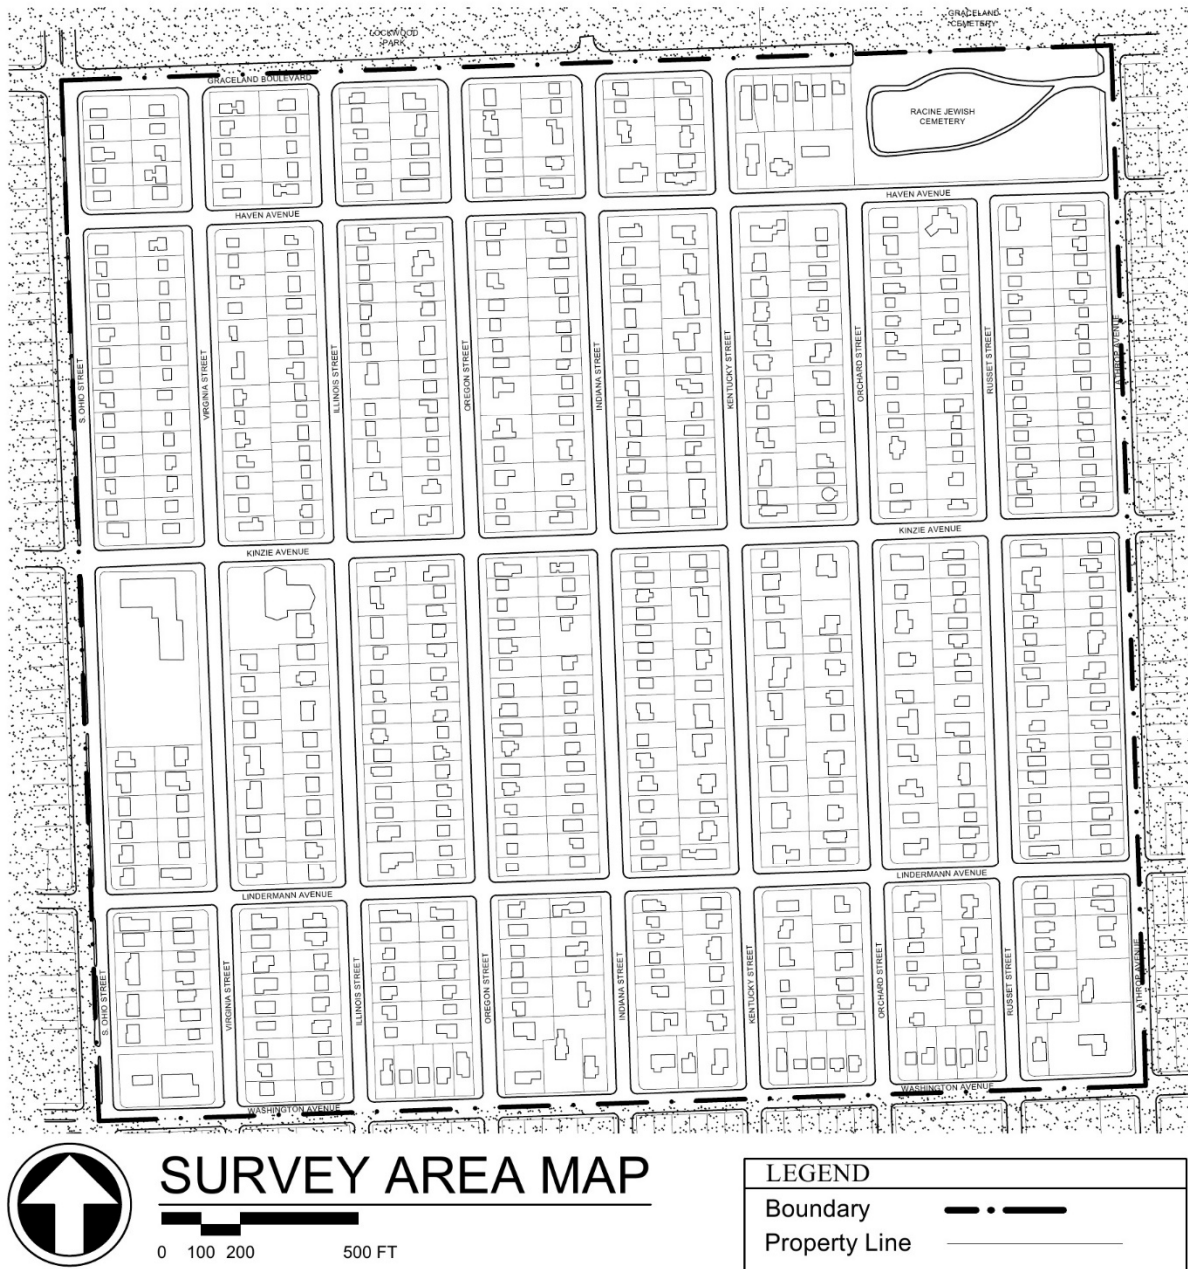 LOCKWOOD
PARK
GRACELAND
CEMETERY
GRACELAND BOULEVARD
RACINE JEWISH
CEMETERY
HAVEN AVENUE
HAVEN AVENUE
S. OHIO STREET
VIRGINIA STREET
ILLINOIS STREET
OREGON STREET
INDIANA STREET
KENTUCKY STREET
ORCHARD STREET
RUSSET STREET
LATHROP AVENUE
KINZIE AVENUE
KINZIE AVENUE
LINDERMANN AVENUE
LINDERMANN AVENUE
S. OHIO STREET
VIRGINIA STREET
ILLINOIS STREET
OREGON STREET
INDIANA STREET
KENTUCKY STREET
ORCHARD STREET
RUSSET STREET
LATHROP AVENUE
WASHINGTON AVENUE
WASHINGTON AVENUE
SURVEY AREA MAP
0 100 200 500 FT
LEGEND
Boundary
Property Line